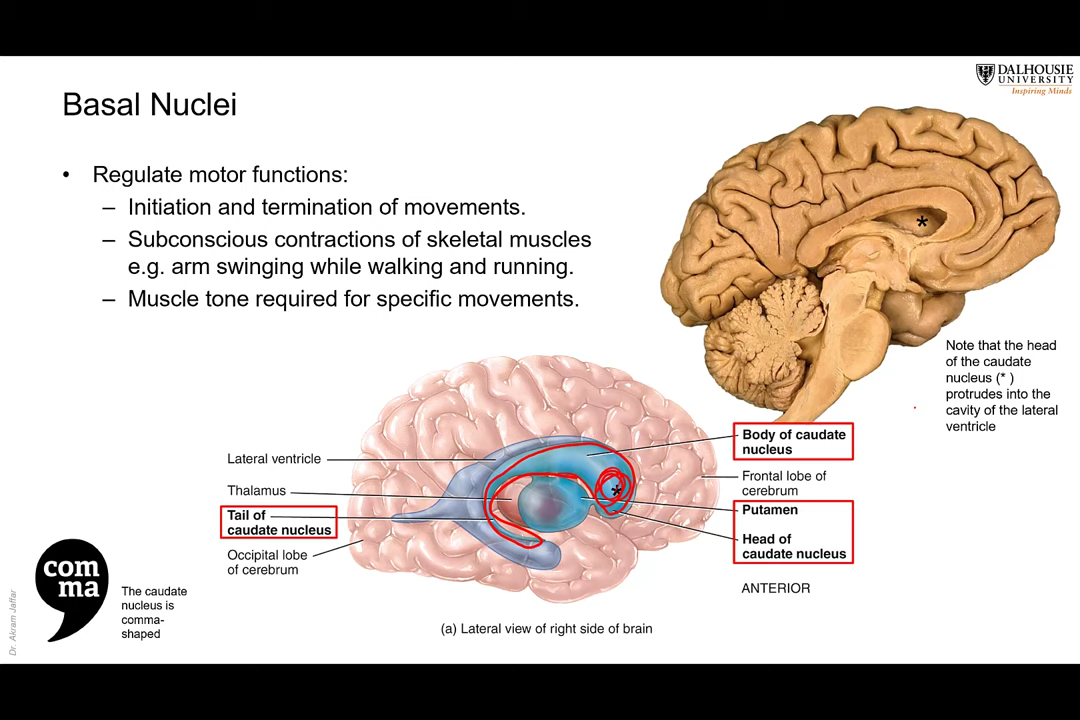 DALHOUSIE
UNIVERSITY
Inspiring Minds
Basal Nuclei
• Regulate motor functions:
– Initiation and termination of movements.
– Subconscious contractions of skeletal muscles
e.g. arm swinging while walking and running.
– Muscle tone required for specific movements.
*
Note that the head
of the caudate
nucleus (* )
protrudes into the
cavity of the lateral
ventricle
Lateral ventricle
Thalamus
Tail of
caudate nucleus
Occipital lobe
of cerebrum
*
Body of caudate
nucleus
Frontal lobe of
cerebrum
Putamen
Head of
caudate nucleus
ANTERIOR
(a) Lateral view of right side of brain
com
ma
The caudate
nucleus is
comma-
shaped
Dr. Akram Jaffar